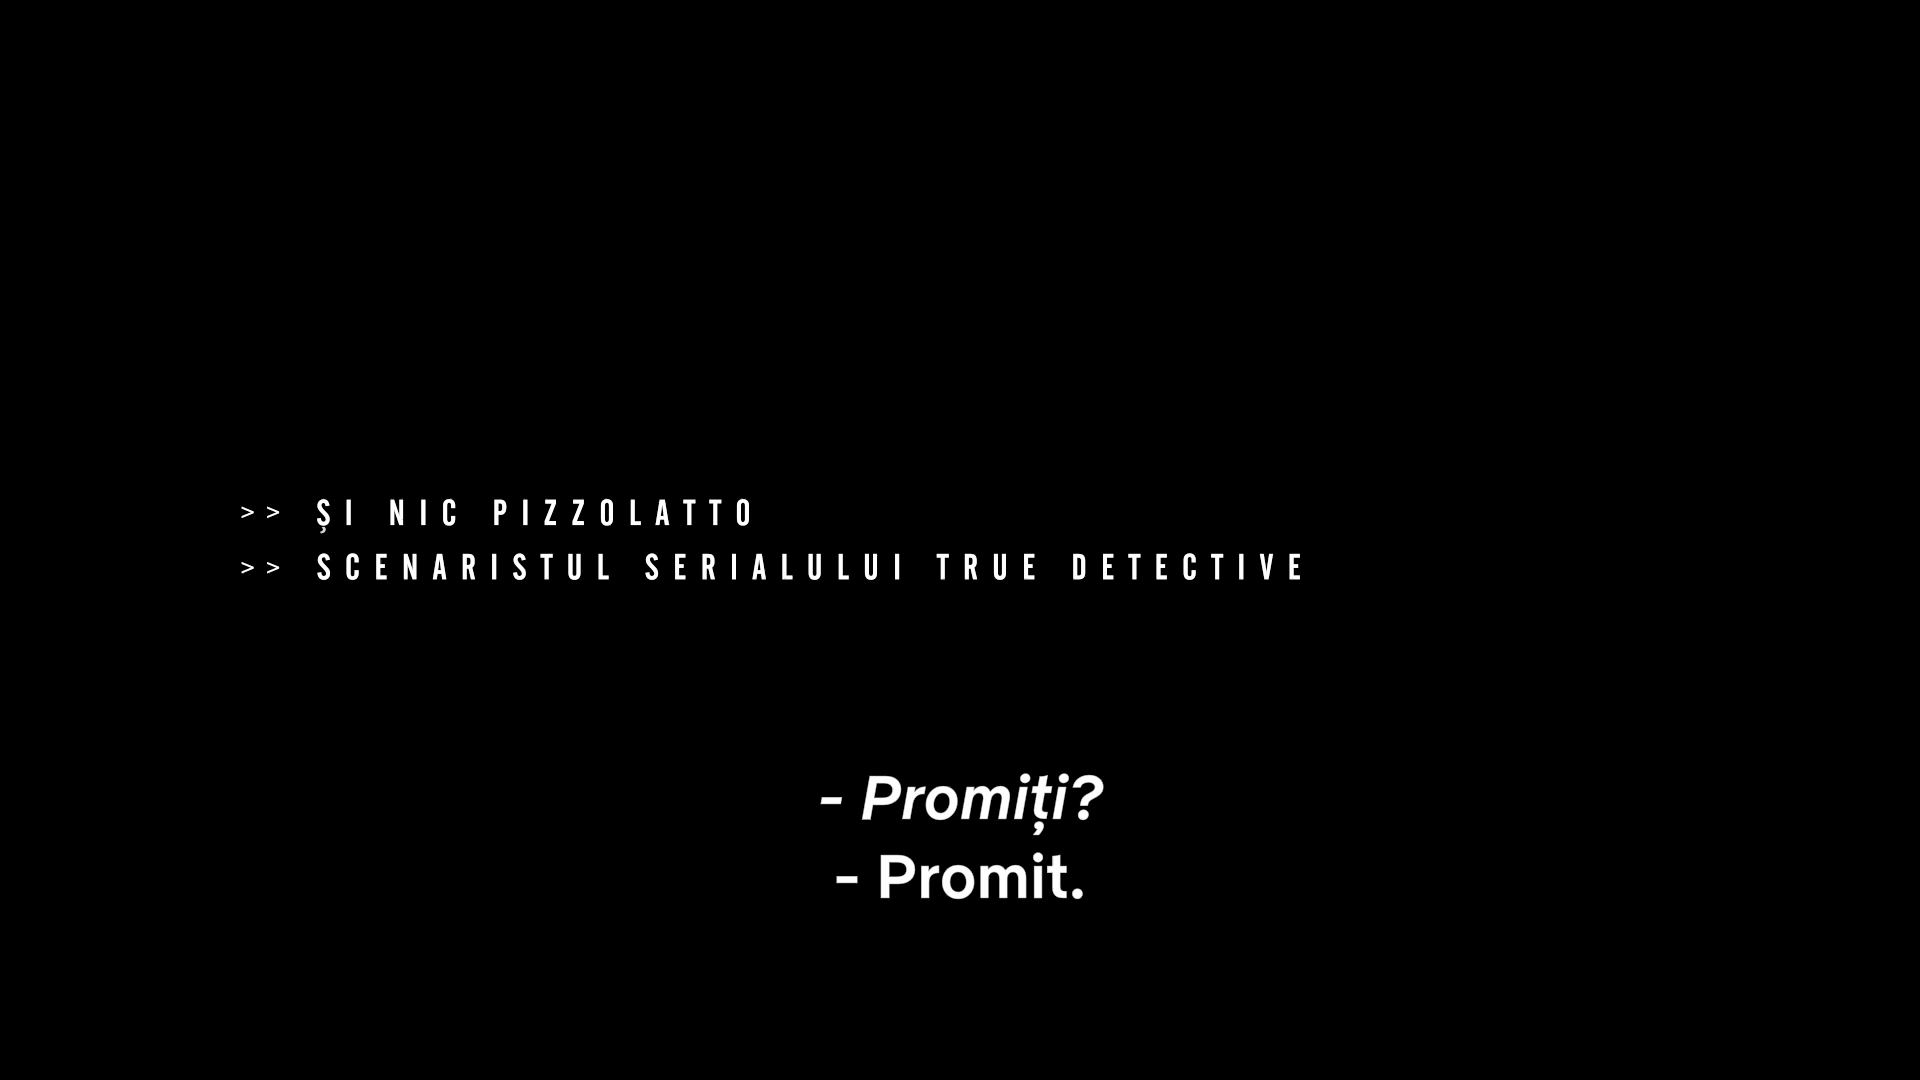 >> ȘI NIC PIZZOLATTO
>> SCENARISTUL SERIALULUI TRUE DETECTIVE
- Promiți?
- Promit.